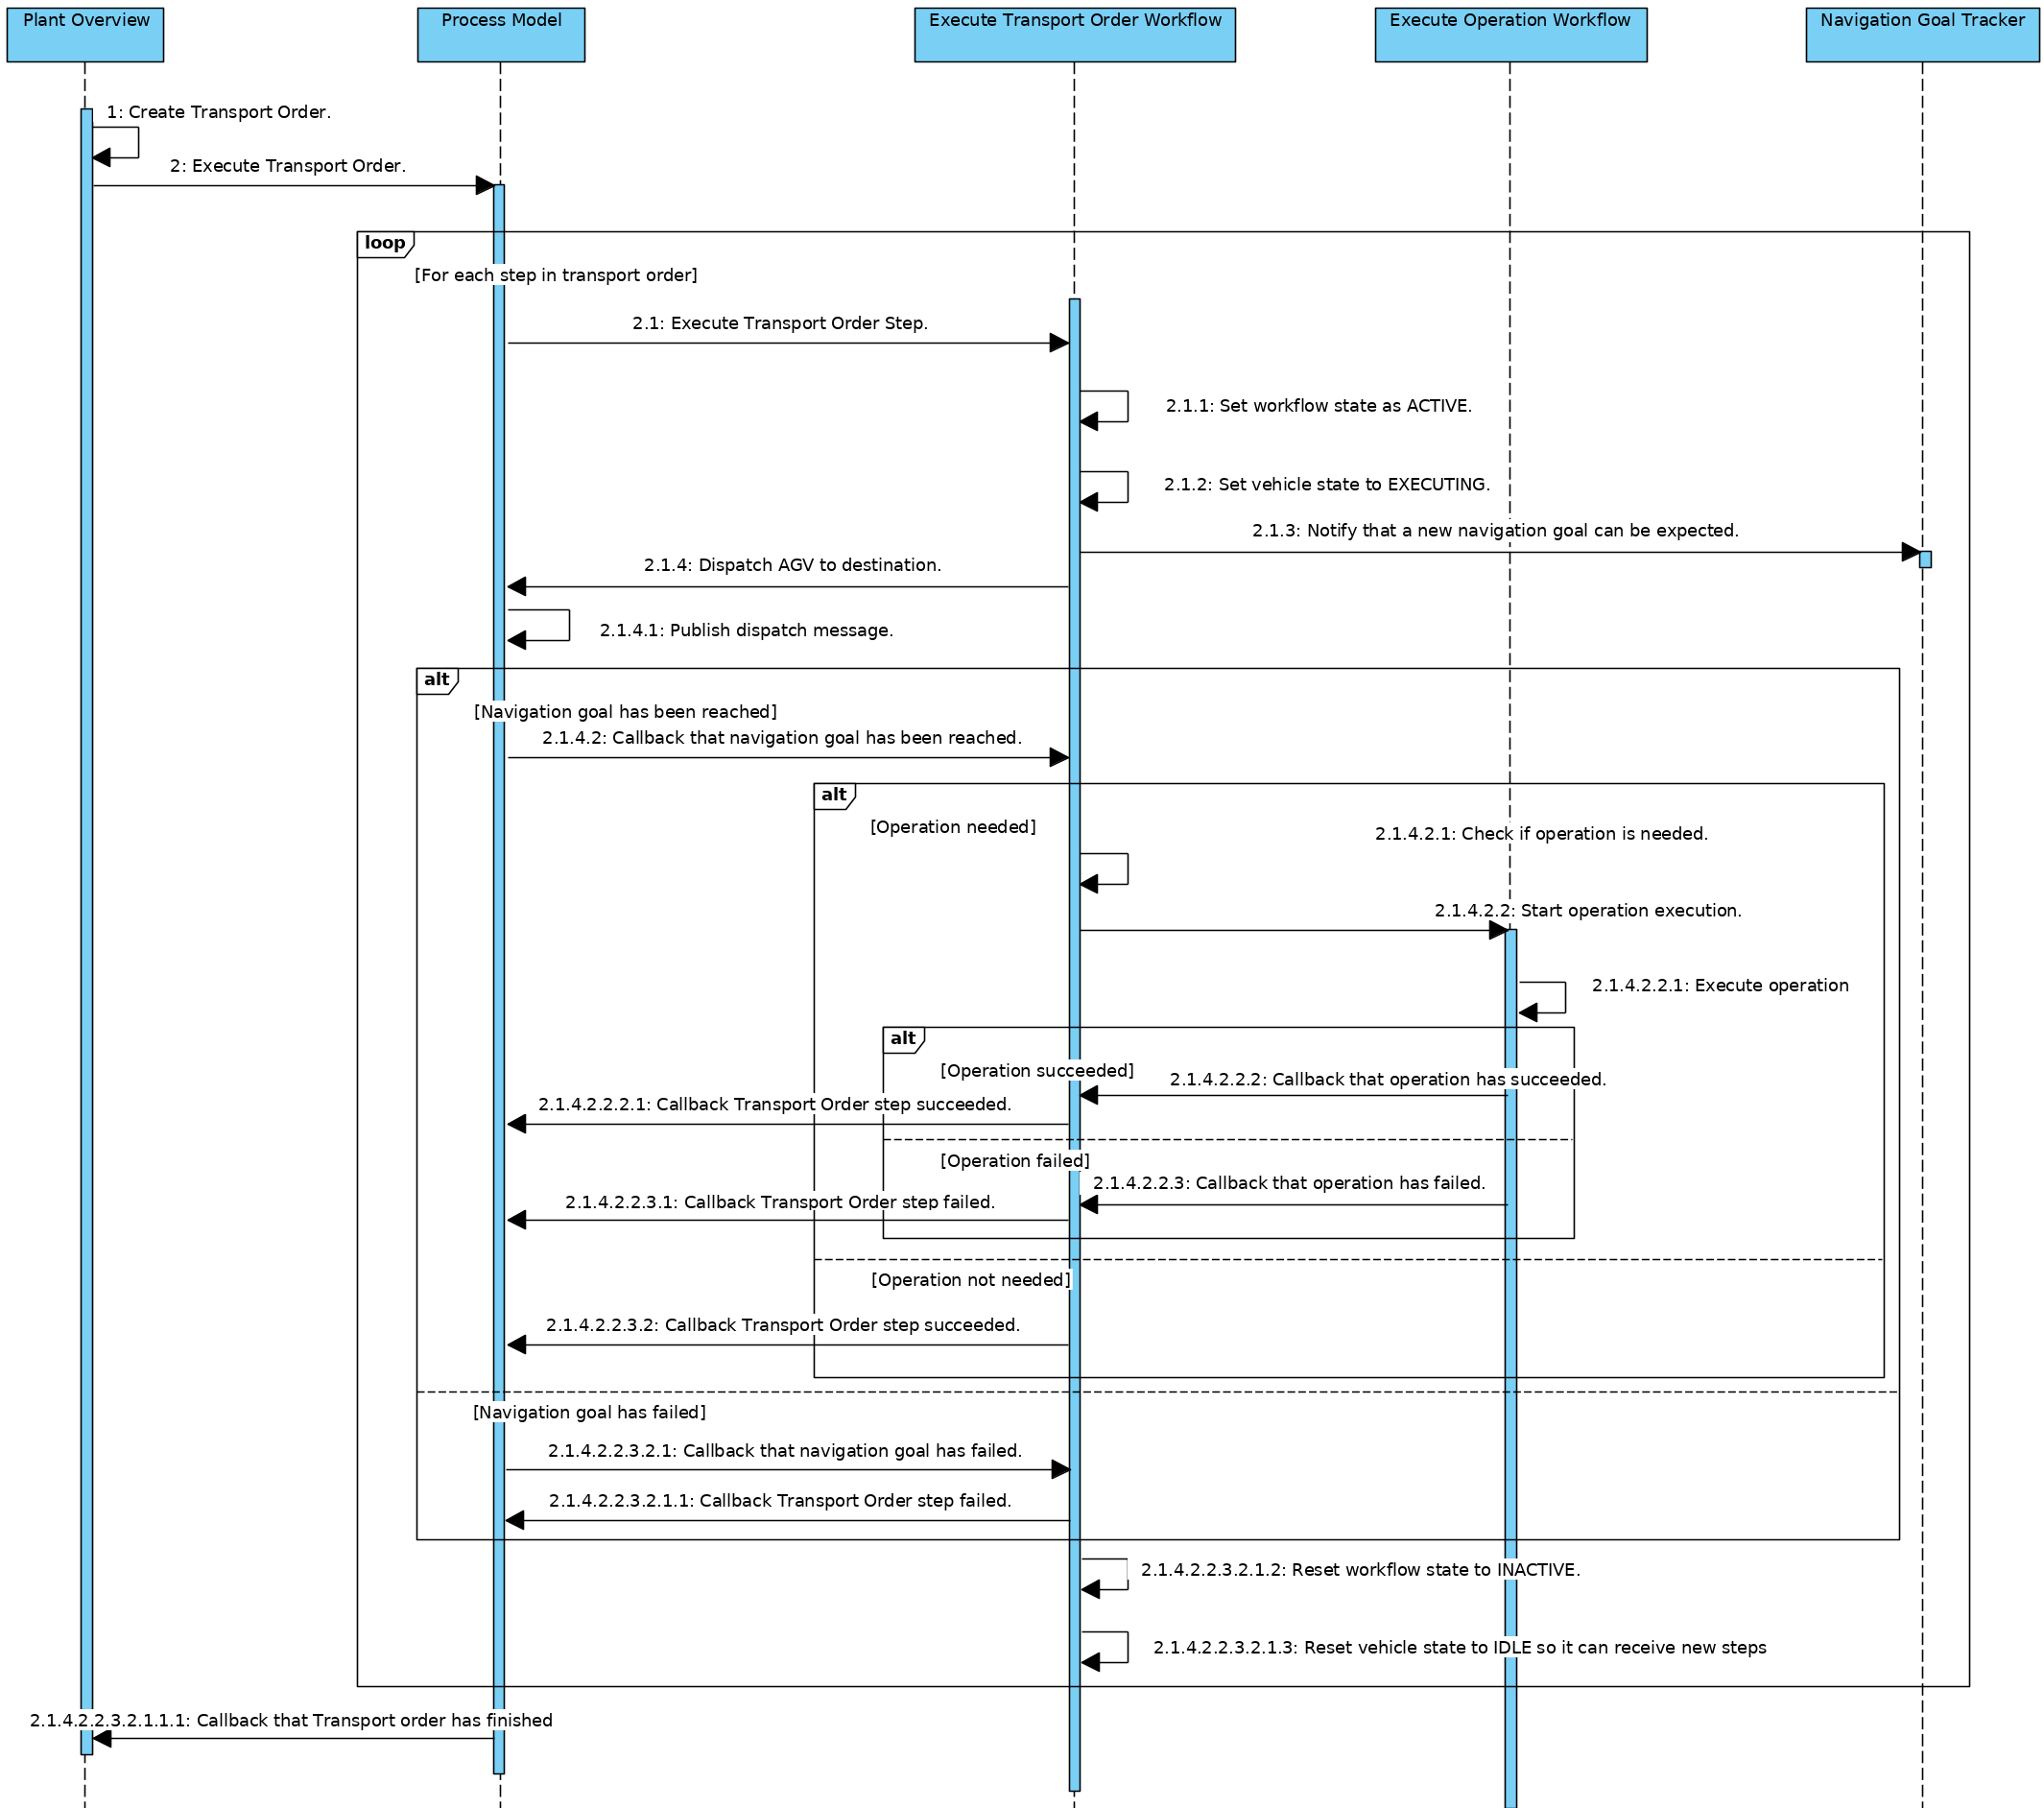 Plant Overview
Process Model
Execute Transport Order Workflow
Execute Operation Workflow
Navigation Goal Tracker
1: Create Transport Order.
2: Execute Transport Order.
loop
[For each step in transport order]
2.1: Execute Transport Order Step.
2.1.1: Set workflow state as ACTIVE.
2.1.2: Set vehicle state to EXECUTING.
2.1.3: Notify that a new navigation goal can be expected.
2.1.4: Dispatch AGV to destination.
2.1.4.1: Publish dispatch message.
alt
[Navigation goal has been reached]
2.1.4.2: Callback that navigation goal has been reached.
alt
[Operation needed]
2.1.4.2.1: Check if operation is needed.
2.1.4.2.2: Start operation execution.
2.1.4.2.2.1: Execute operation
alt
[Operation succeeded]
2.1.4.2.2.2: Callback that operation has succeeded.
2.1.4.2.2.2.1: Callback Transport Order step succeeded.
[Operation failed]
2.1.4.2.2.3: Callback that operation has failed.
2.1.4.2.2.3.1: Callback Transport Order step failed.
[Operation not needed]
2.1.4.2.2.3.2: Callback Transport Order step succeeded.
[Navigation goal has failed]
2.1.4.2.2.3.2.1: Callback that navigation goal has failed.
2.1.4.2.2.3.2.1.1: Callback Transport Order step failed.
2.1.4.2.2.3.2.1.2: Reset workflow state to INACTIVE.
2.1.4.2.2.3.2.1.3: Reset vehicle state to IDLE so it can receive new steps
2.1.4.2.2.3.2.1.1.1: Callback that Transport order has finished